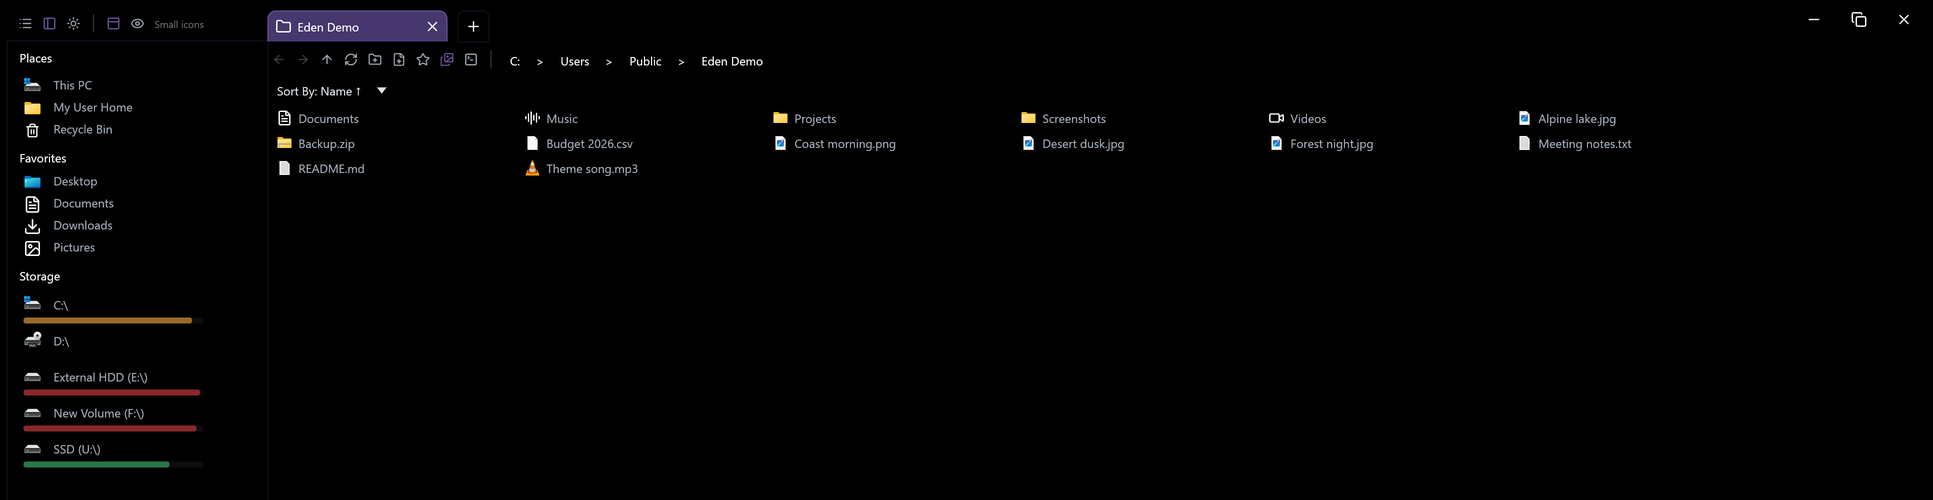 Small icons
Eden Demo
Places
This PC
My User Home
Recycle Bin
Favorites
Desktop
Documents
Downloads
Pictures
Storage
C:\
D:\
External HDD (E:\)
New Volume (F:\)
SSD (U:\)
C: > Users > Public > Eden Demo
Sort By: Name ↑
Documents Music Projects Screenshots Videos Alpine lake.jpg
Backup.zip Budget 2026.csv Coast morning.png Desert dusk.jpg Forest night.jpg Meeting notes.txt
README.md Theme song.mp3